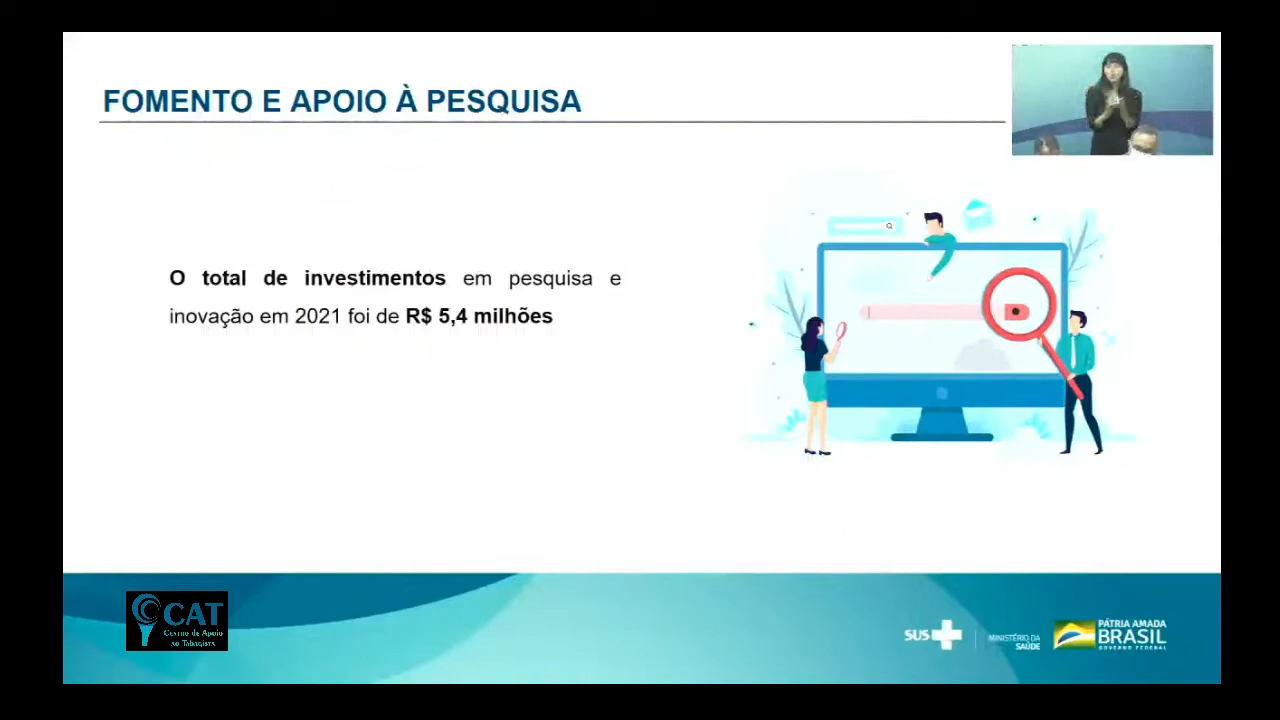 FOMENTO E APOIO À PESQUISA
O total de investimentos em pesquisa e
inovação em 2021 foi de R$ 5,4 milhões
CAT
Centro de Apoio
ao Tabagista
SUS
MINISTÉRIO DA
SAÚDE
PÁTRIA AMADA
BRASIL
GOVERNO FEDERAL